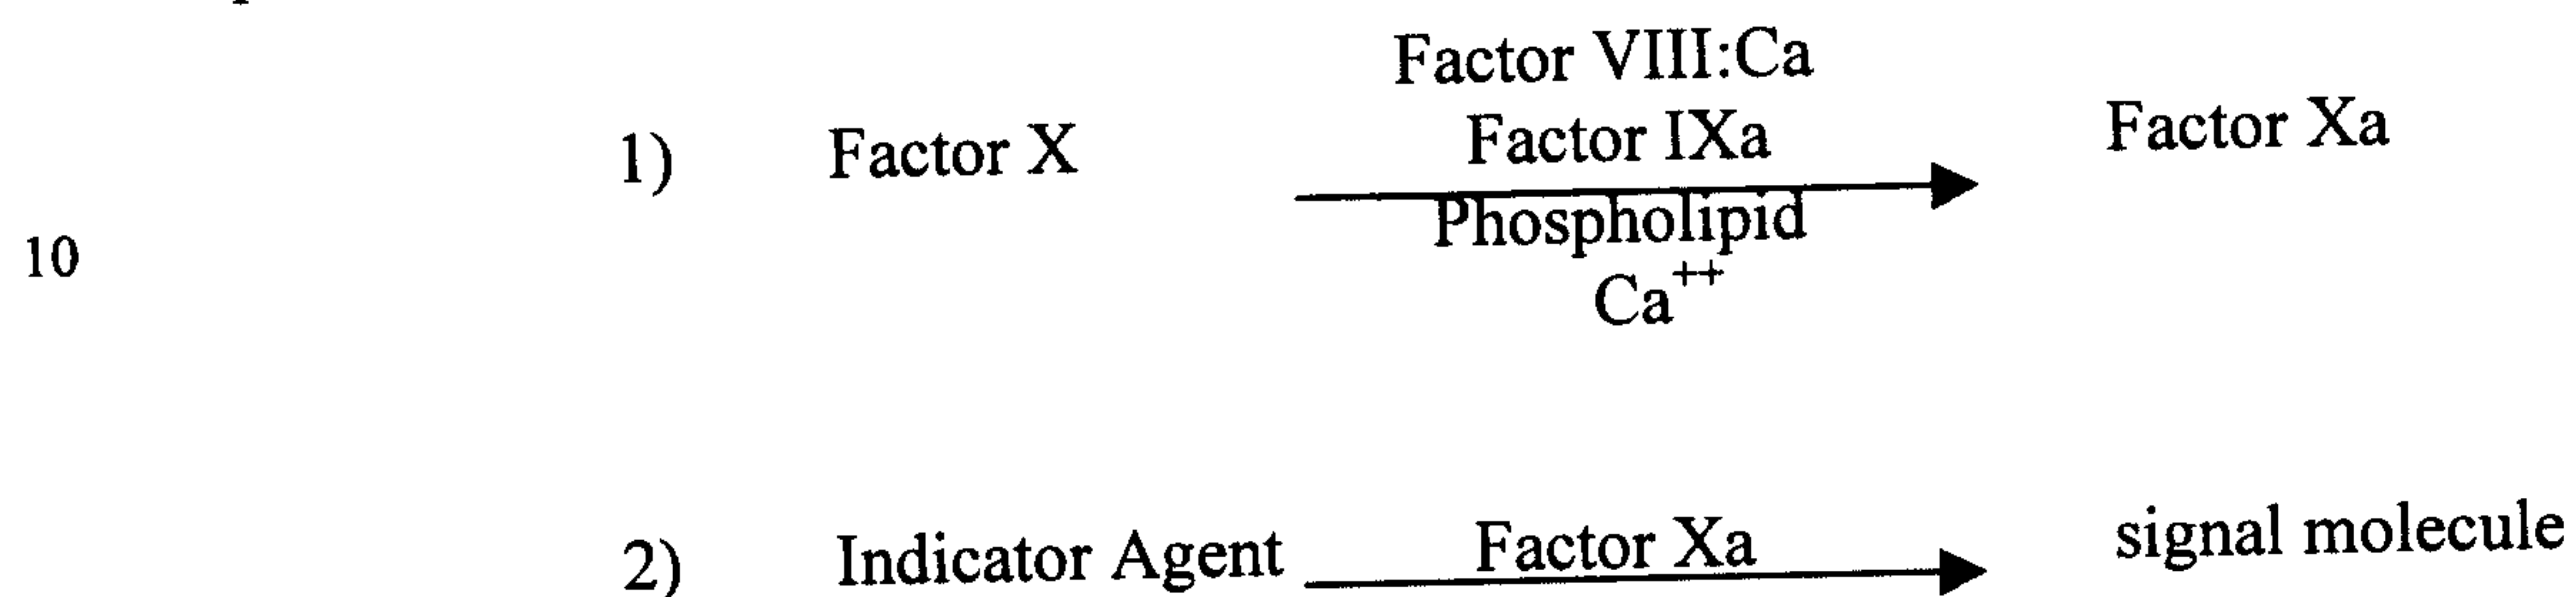 Factor VIII:Ca
1) Factor X Factor IXa Factor Xa
Phospholipid
10
Ca++
2) Indicator Agent Factor Xa signal molecule